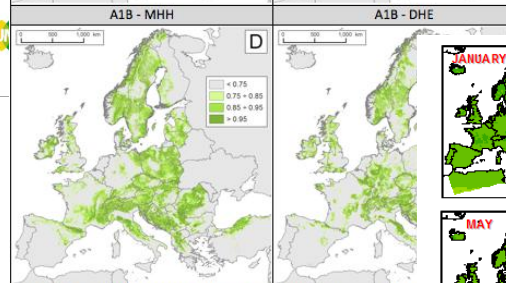 A1B - MHH
A1B - DHE
0 500 1,000 km
D
< 0.75
0.75 - 0.85
0.85 - 0.95
> 0.95
0 500 1,000 km
JANUARY
MAY